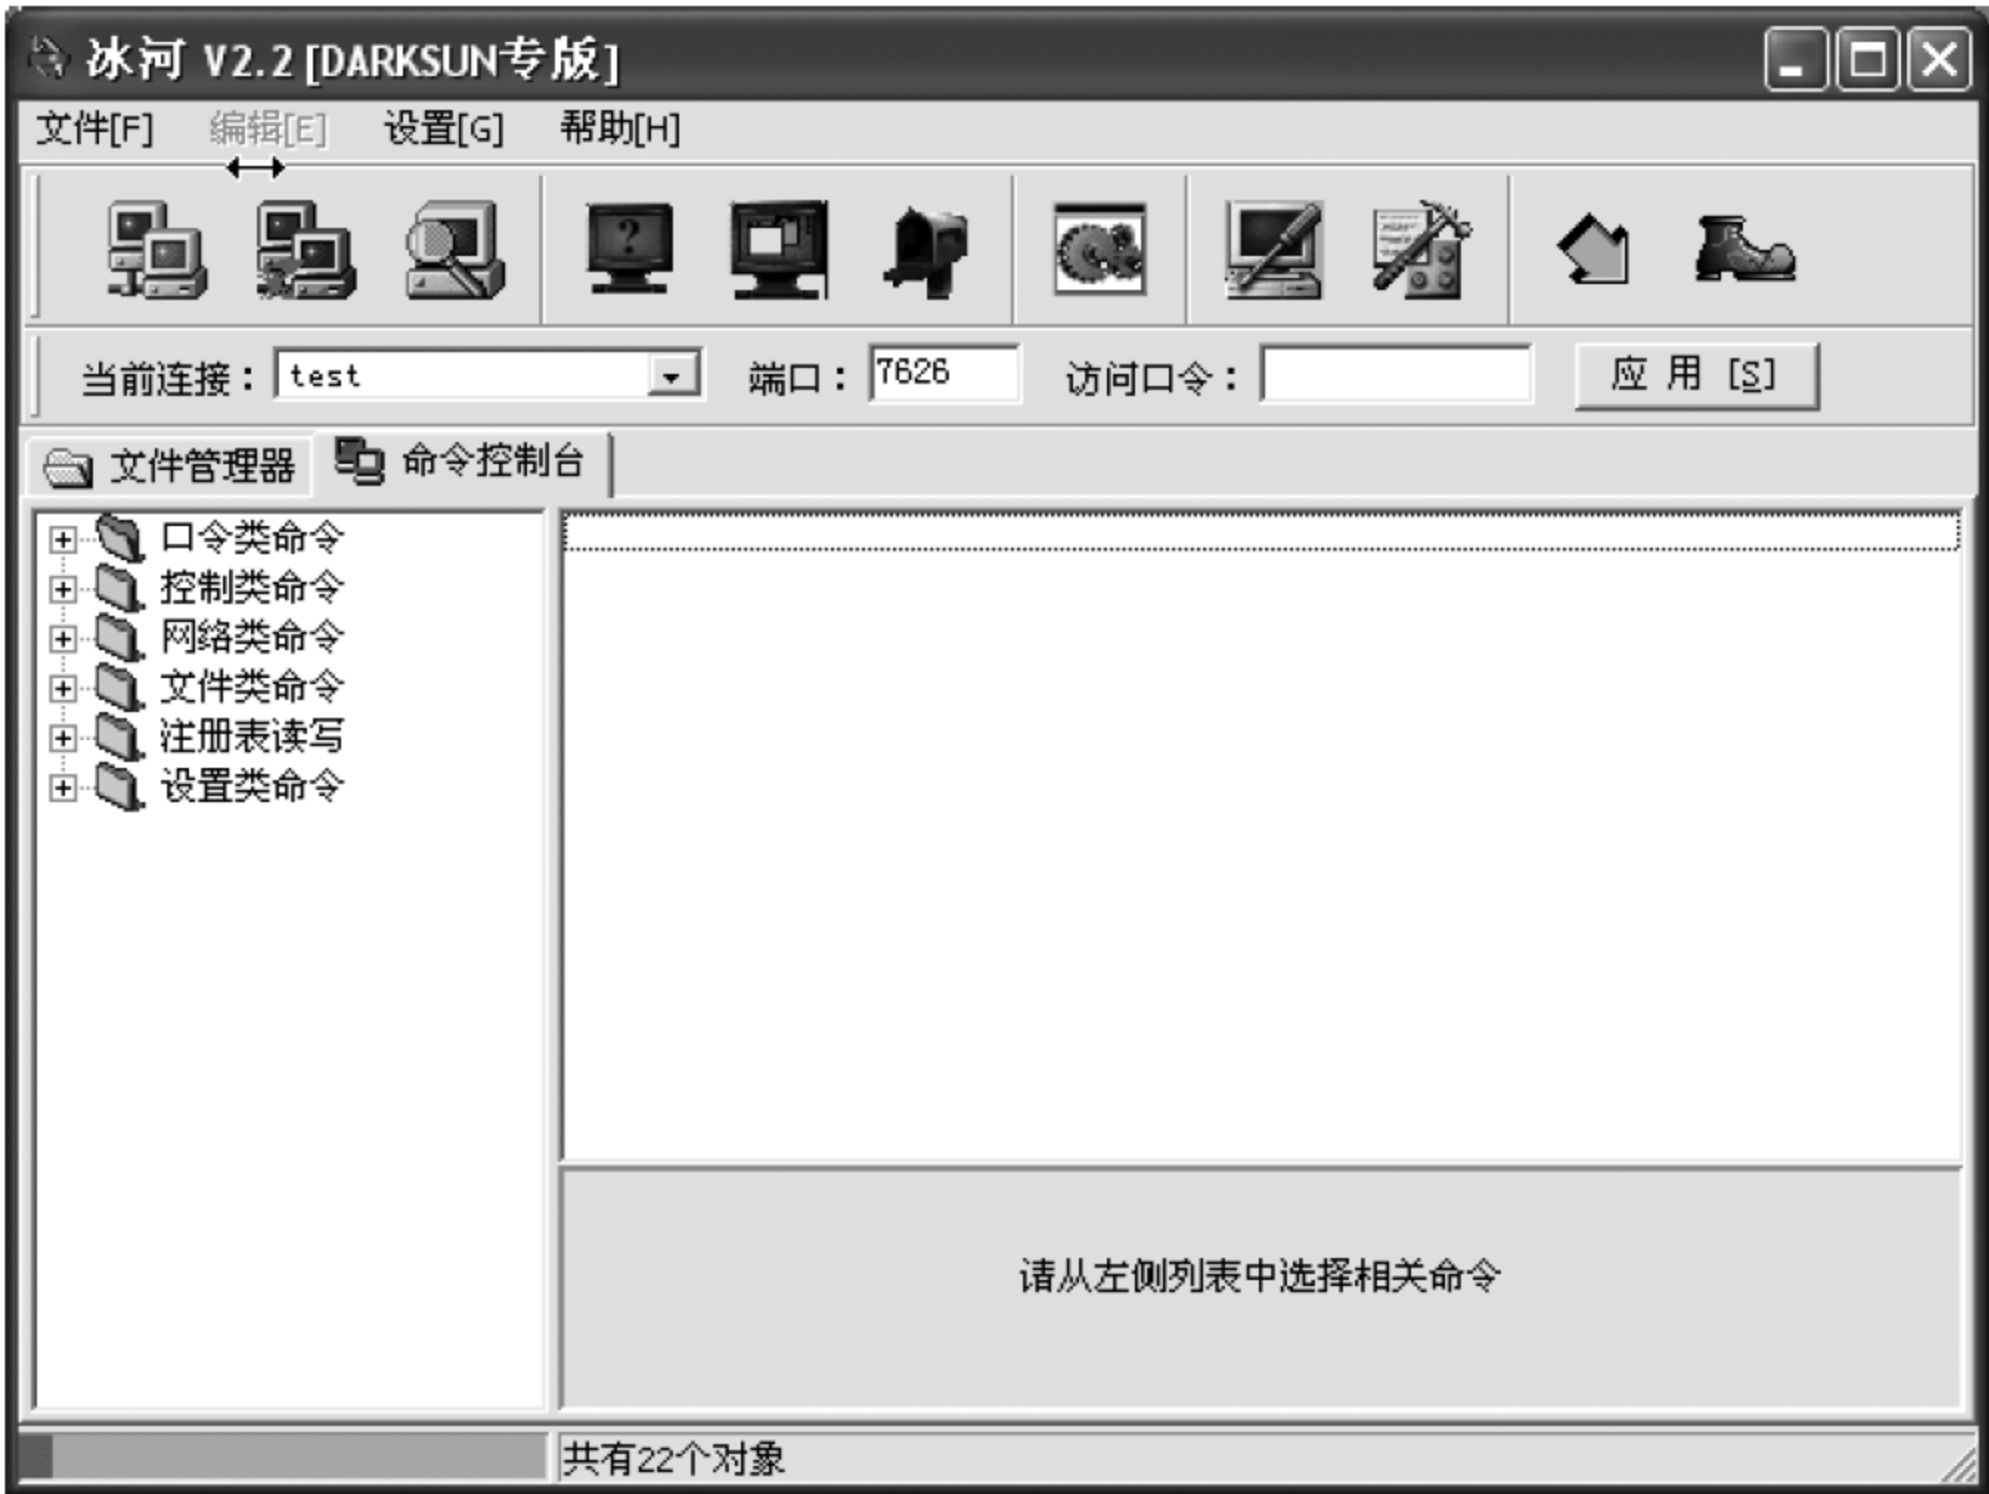 冰河 V2.2 [DARKSUN专版]
文件[F] 编辑[E] 设置[G] 帮助[H]
?
当前连接： test 端口： 7626 访问口令： 应 用 [S]
文件管理器 命令控制台
口令类命令
控制类命令
网络类命令
文件类命令
注册表读写
设置类命令
请从左侧列表中选择相关命令
共有22个对象